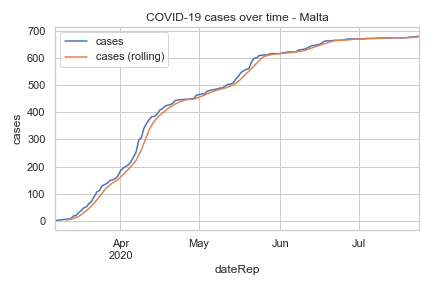 COVID-19 cases over time - Malta
700
600
500
400
300
200
100
0
cases
cases
cases (rolling)
Apr
2020
May
Jun
Jul
dateRep